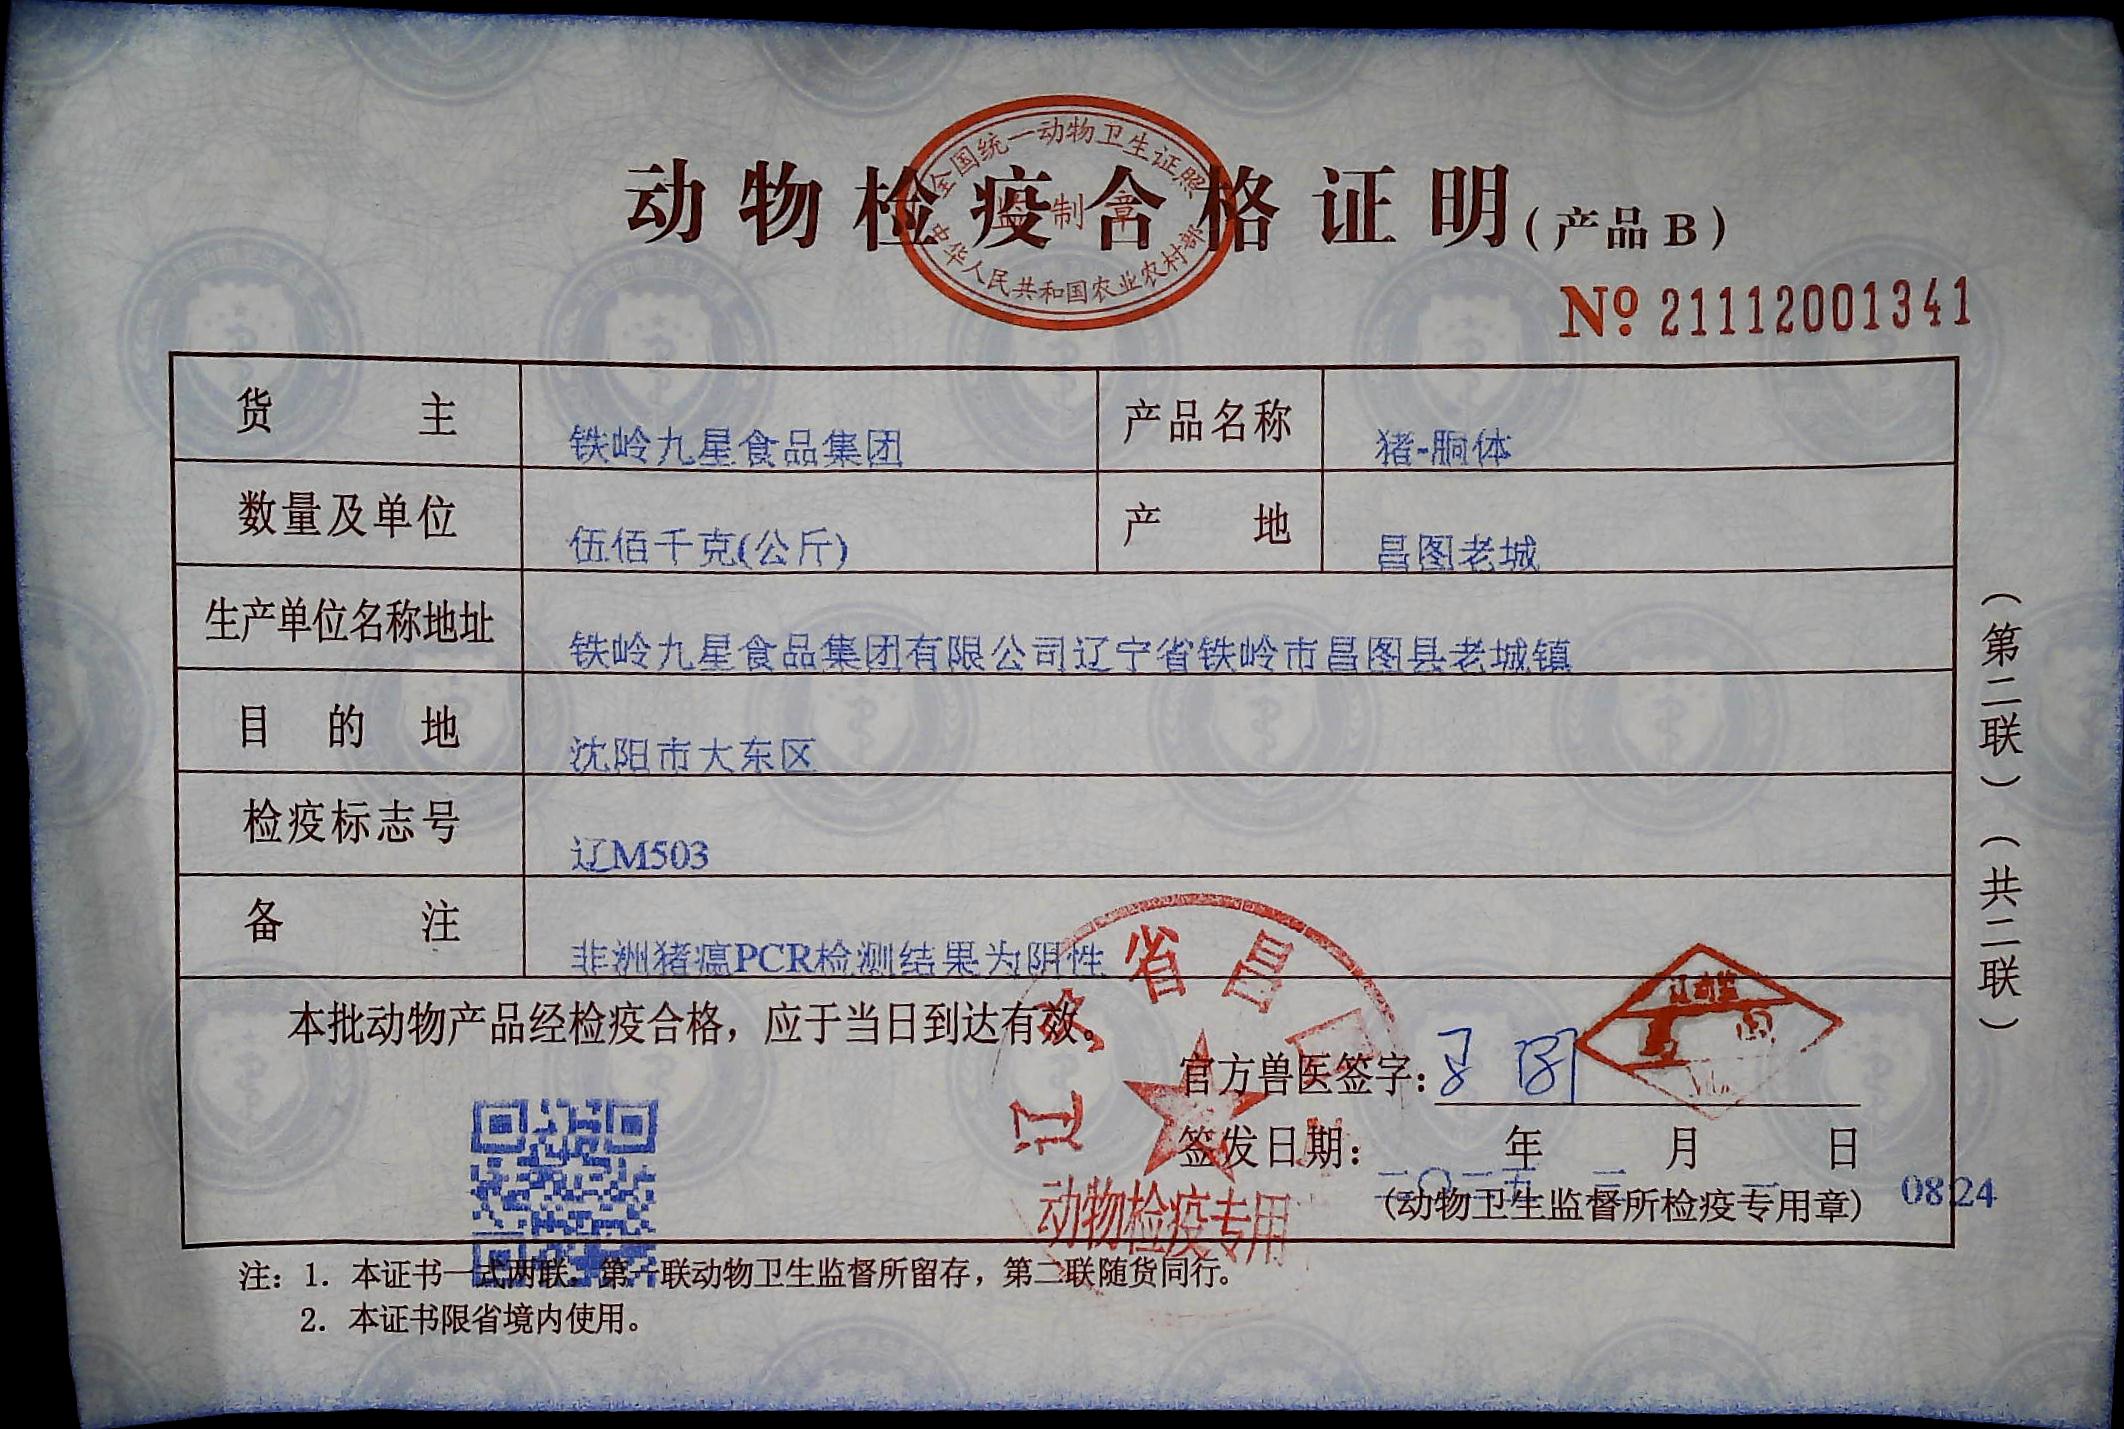 全国统一动物卫生证照
监制章
中华人民共和国农业农村部
动物检疫合格证明(产品B)
№ 21112001341
货主 铁岭九星食品集团 产品名称 猪-胴体
数量及单位 伍佰千克(公斤) 产地 昌图老城
生产单位名称地址 铁岭九星食品集团有限公司辽宁省铁岭市昌图县老城镇
目的地 沈阳市大东区
检疫标志号 辽M503
备注 非洲猪瘟PCR检测结果为阴性
本批动物产品经检疫合格，应于当日到达有效。
官方兽医签字：
签发日期： 二〇二五年 二月 日
(动物卫生监督所检疫专用章) 0824
辽 省昌
动物检疫专用
辽动监
注：1. 本证书一式两联，第一联动物卫生监督所留存，第二联随货同行。
2. 本证书限省境内使用。
（第二联）（共二联）